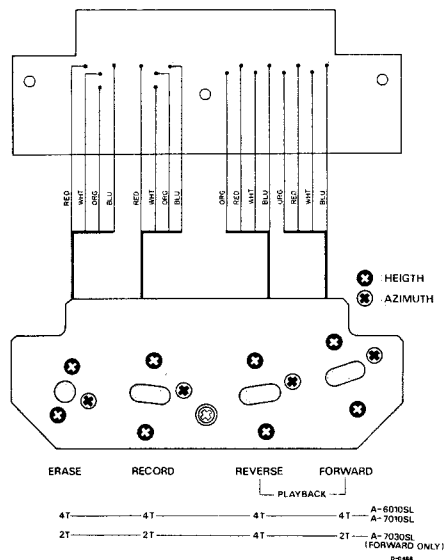 RED
WHT
ORG
BLU
RED
WHT
ORG
BLU
ORG
RED
WHT
BLU
ORG
RED
WHT
BLU
HEIGTH
AZIMUTH
ERASE RECORD REVERSE FORWARD
PLAYBACK
4T 4T 4T 4T A-6010SL
A-7010SL
2T 2T 4T 2T A-7030SL
(FORWARD ONLY)